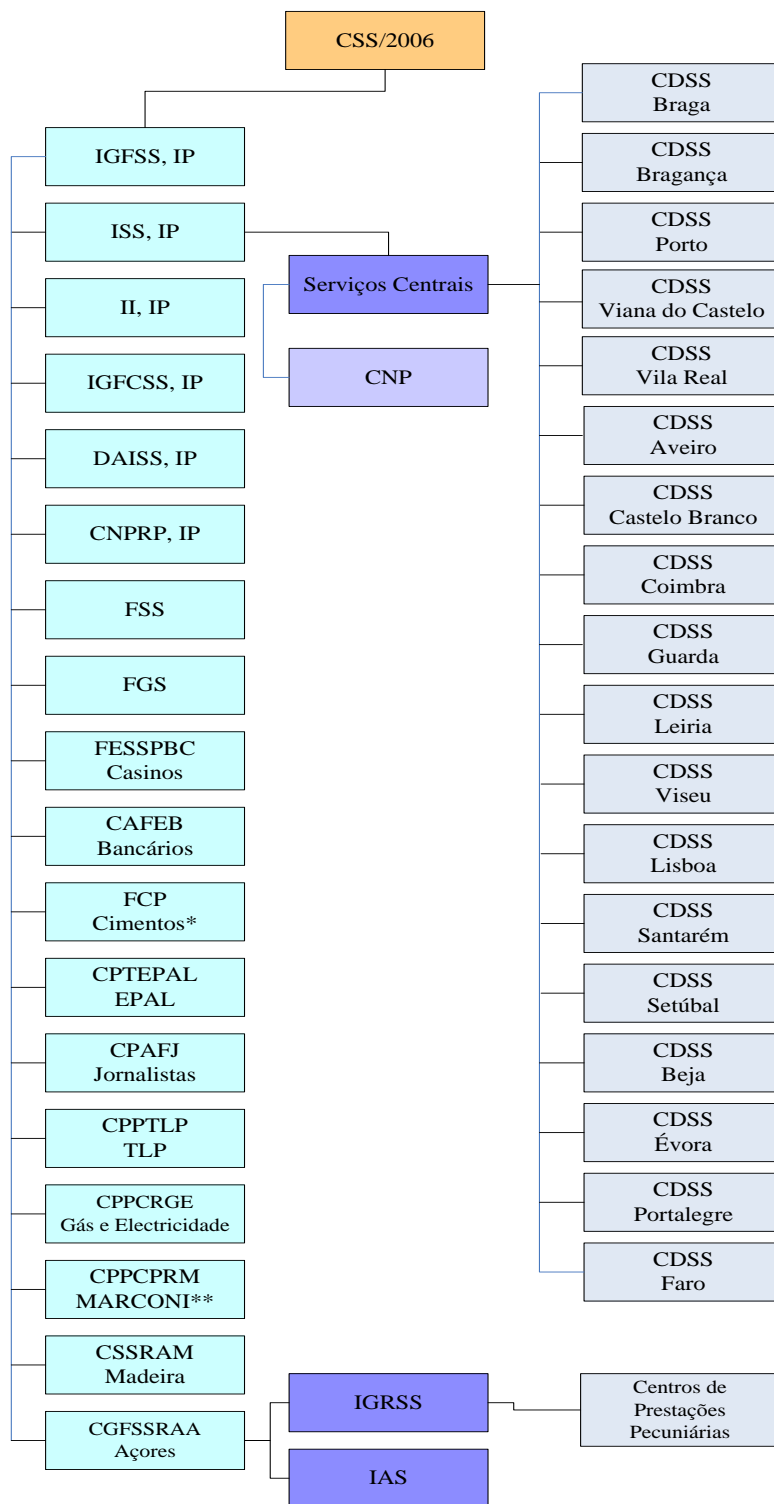 CSS/2006
IGFSS, IP
ISS, IP
II, IP
IGFCSS, IP
DAISS, IP
CNPRP, IP
FSS
FGS
FESSPBC
Casinos
CAFEB
Bancários
FCP
Cimentos*
CPTEPAL
EPAL
CPAFJ
Jornalistas
CPPTLP
TLP
CPPCRGE
Gás e Electricidade
CPPCPRM
MARCONI**
CSSRAM
Madeira
CGFSSRAA
Açores
Serviços Centrais
CNP
IGRSS
IAS
CDSS
Braga
CDSS
Bragança
CDSS
Porto
CDSS
Viana do Castelo
CDSS
Vila Real
CDSS
Aveiro
CDSS
Castelo Branco
CDSS
Coimbra
CDSS
Guarda
CDSS
Leiria
CDSS
Viseu
CDSS
Lisboa
CDSS
Santarém
CDSS
Setúbal
CDSS
Beja
CDSS
Évora
CDSS
Portalegre
CDSS
Faro
Centros de
Prestações
Pecuniárias